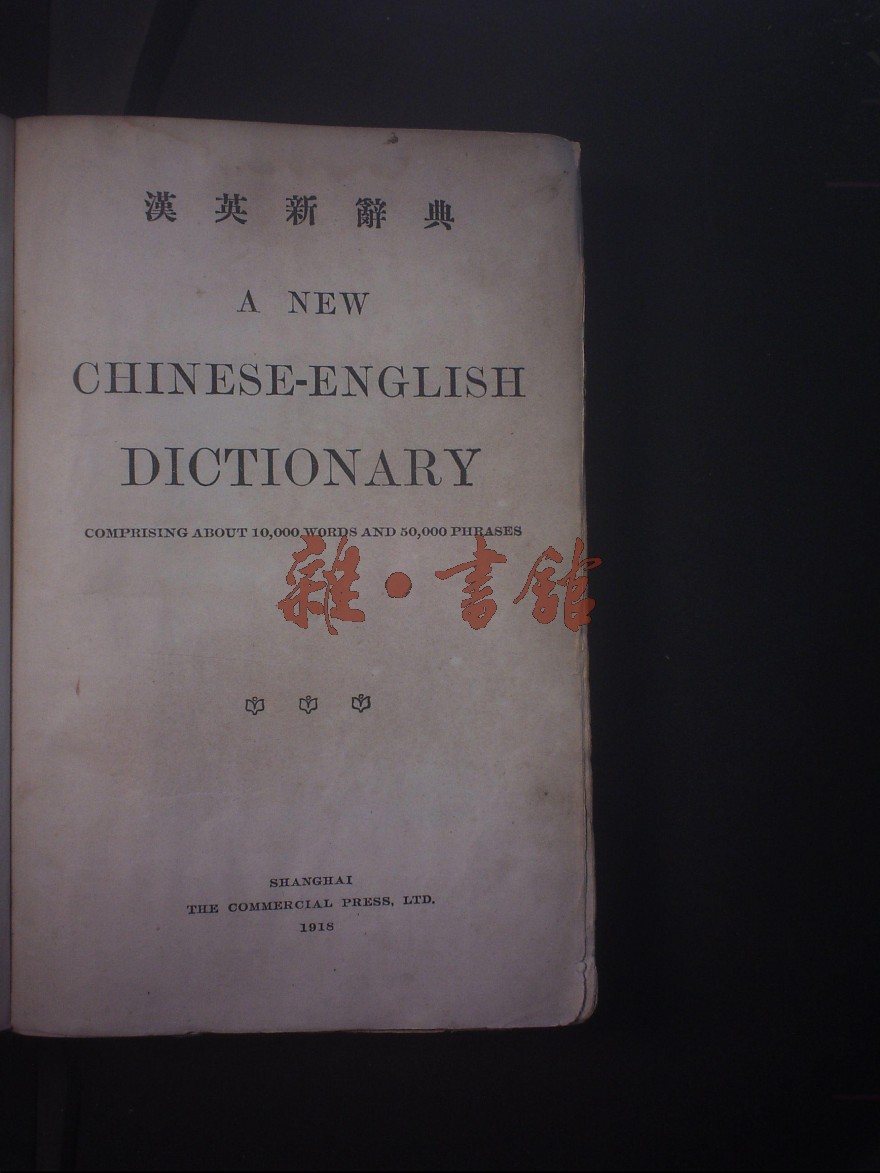 漢英新辭典
A NEW
CHINESE-ENGLISH
DICTIONARY
COMPRISING ABOUT 10,000 WORDS AND 50,000 PHRASES
雜·書館
SHANGHAI
THE COMMERCIAL PRESS, LTD.
1918